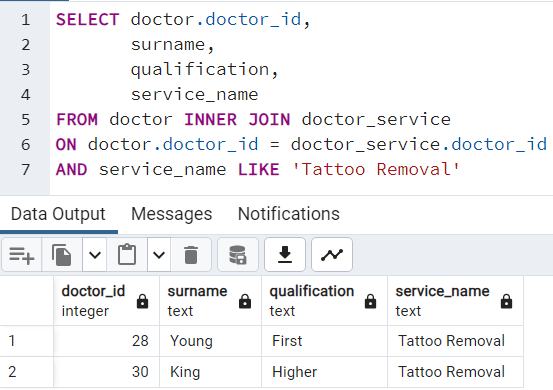 1 SELECT doctor.doctor_id,
2 surname,
3 qualification,
4 service_name
5 FROM doctor INNER JOIN doctor_service
6 ON doctor.doctor_id = doctor_service.doctor_id
7 AND service_name LIKE 'Tattoo Removal'
Data Output Messages Notifications
doctor_id surname qualification service_name
integer text text text
1 28 Young First Tattoo Removal
2 30 King Higher Tattoo Removal